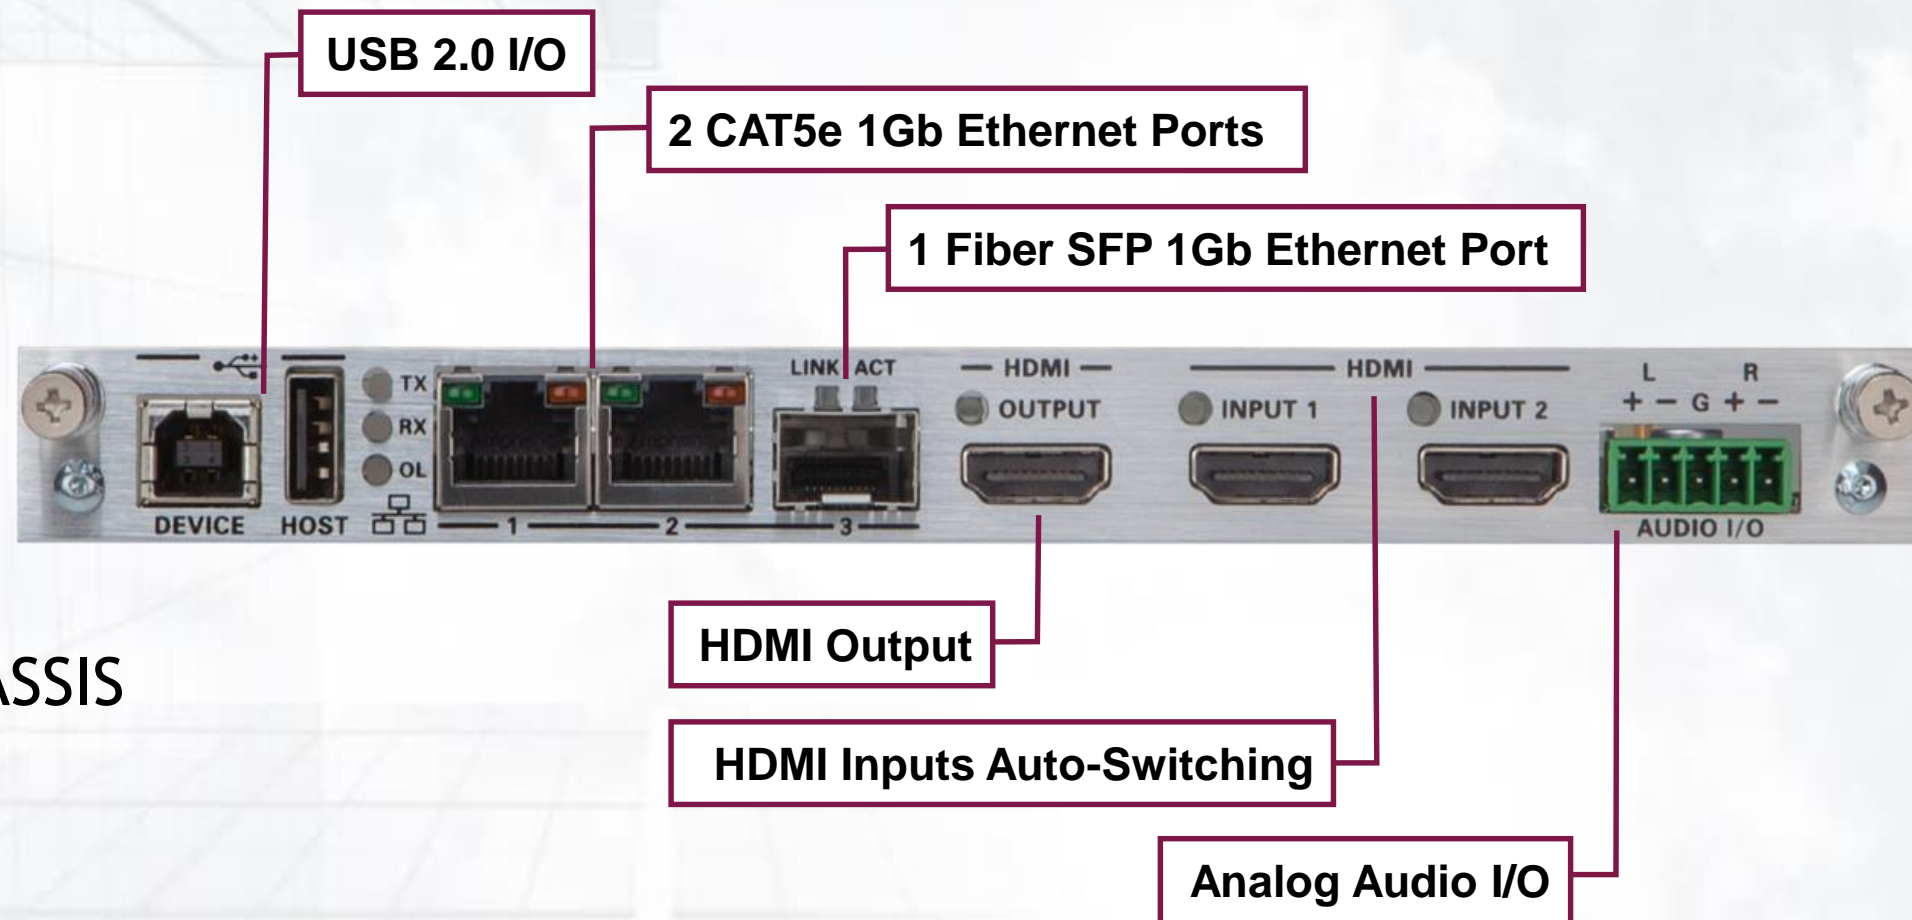 USB 2.0 I/O
2 CAT5e 1Gb Ethernet Ports
1 Fiber SFP 1Gb Ethernet Port
LINK ACT
HDMI
HDMI
L R
TX
OUTPUT
INPUT 1
INPUT 2
+ - G + -
RX
OL
DEVICE
HOST
1
2
3
AUDIO I/O
HDMI Output
ASSIS
HDMI Inputs Auto-Switching
Analog Audio I/O